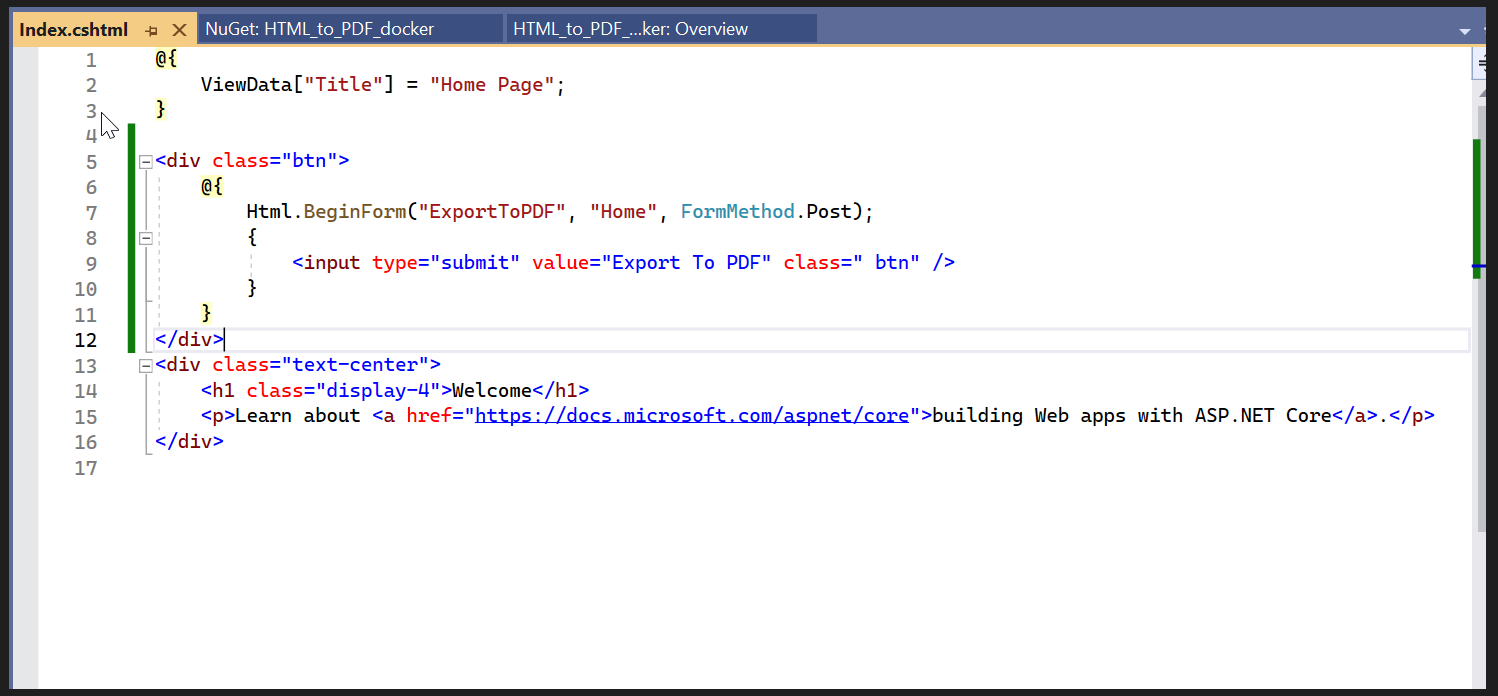 Index.cshtml NuGet: HTML_to_PDF_docker HTML_to_PDF_...ker: Overview
1 @{
2 ViewData["Title"] = "Home Page";
3 }
4
5 <div class="btn">
6 @{
7 Html.BeginForm("ExportToPDF", "Home", FormMethod.Post);
8 {
9 <input type="submit" value="Export To PDF" class=" btn" />
10 }
11 }
12 </div>
13 <div class="text-center">
14 <h1 class="display-4">Welcome</h1>
15 <p>Learn about <a href="https://docs.microsoft.com/aspnet/core">building Web apps with ASP.NET Core</a>.</p>
16 </div>
17